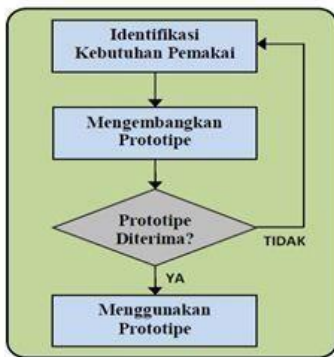 Identifikasi
Kebutuhan Pemakai
Mengembangkan
Prototipe
Prototipe
Diterima?
TIDAK
YA
Menggunakan
Prototipe